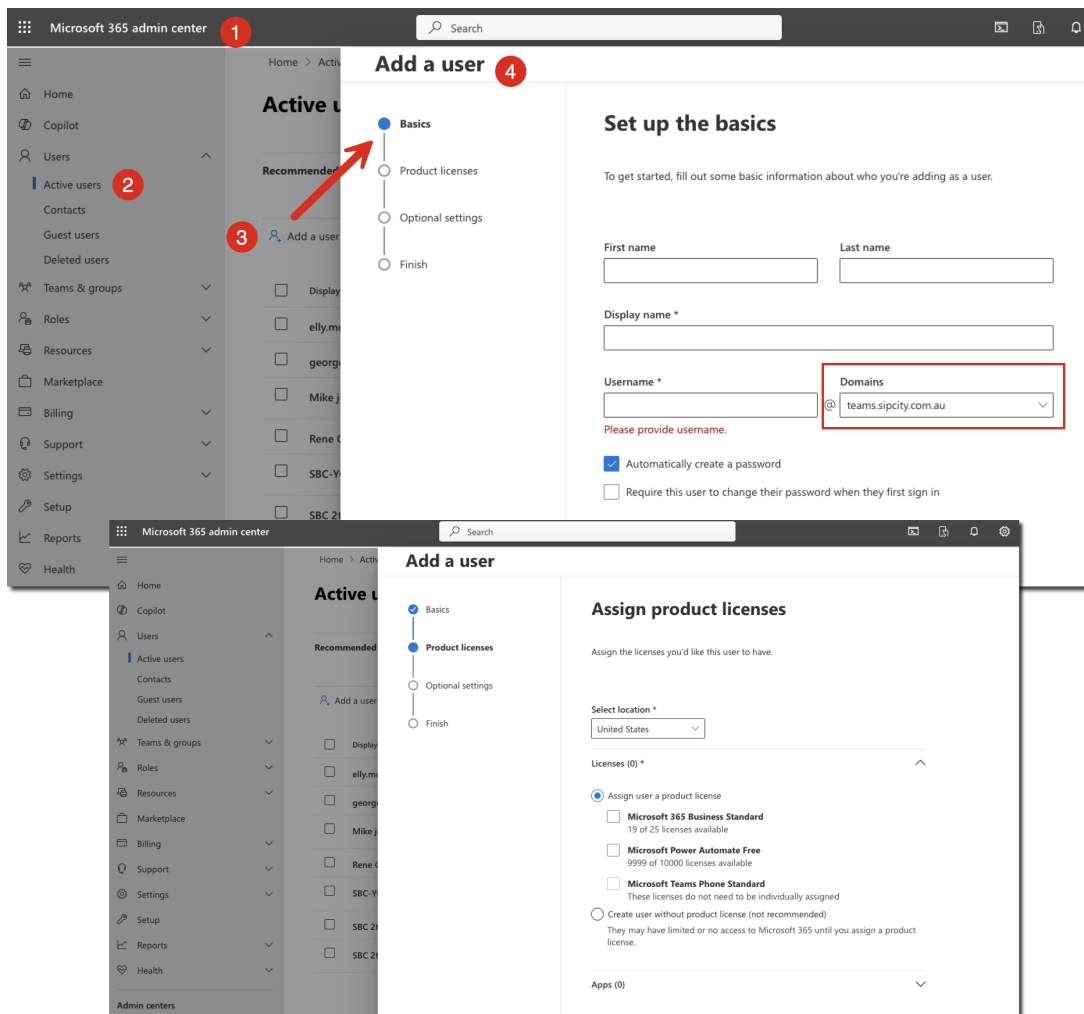 Microsoft 365 admin center
1
Search
Home > Activ
Add a user
4
Home
Copilot
Users
Active users
2
Contacts
Guest users
Deleted users
Teams & groups
Roles
Resources
Marketplace
Billing
Support
Settings
Setup
Reports
Health
Active u
Recommended
3
Add a user
Display
elly.mo
george
Mike j
Rene C
SBC-Y
SBC 2t
Basics
Product licenses
Optional settings
Finish
Set up the basics
To get started, fill out some basic information about who you're adding as a user.
First name
Last name
Display name *
Username *
Domains
@
teams.sipcity.com.au
Please provide username.
Automatically create a password
Require this user to change their password when they first sign in
Microsoft 365 admin center
Search
Home > Activ
Add a user
Home
Copilot
Users
Active users
Contacts
Guest users
Deleted users
Teams & groups
Roles
Resources
Marketplace
Billing
Support
Settings
Setup
Reports
Health
Admin centers
Active u
Recommended
Add a user
Display
elly.mo
george
Mike j
Rene C
SBC-Y
SBC 2t
SBC 2t
Basics
Product licenses
Optional settings
Finish
Assign product licenses
Assign the licenses you'd like this user to have.
Select location *
United States
Licenses (0) *
Assign user a product license
Microsoft 365 Business Standard
19 of 25 licenses available
Microsoft Power Automate Free
9999 of 10000 licenses available
Microsoft Teams Phone Standard
These licenses do not need to be individually assigned
Create user without product license (not recommended)
They may have limited or no access to Microsoft 365 until you assign a product
license.
Apps (0)